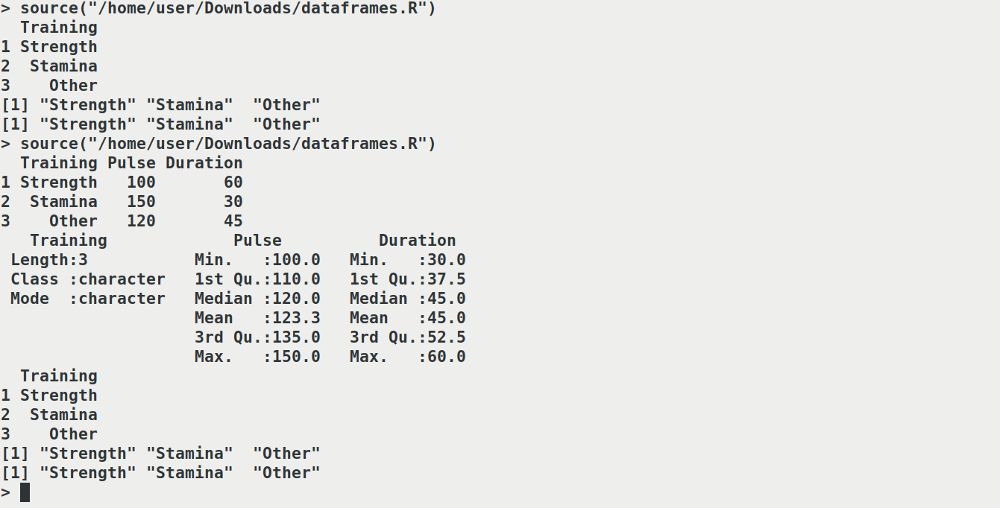 > source("/home/user/Downloads/dataframes.R")
  Training
1 Strength
2  Stamina
3    Other
[1] "Strength" "Stamina"  "Other"
[1] "Strength" "Stamina"  "Other"
> source("/home/user/Downloads/dataframes.R")
  Training Pulse Duration
1 Strength   100       60
2  Stamina   150       30
3    Other   120       45
   Training             Pulse          Duration
 Length:3           Min.   :100.0   Min.   :30.0
 Class :character   1st Qu.:110.0   1st Qu.:37.5
 Mode  :character   Median :120.0   Median :45.0
                    Mean   :123.3   Mean   :45.0
                    3rd Qu.:135.0   3rd Qu.:52.5
                    Max.   :150.0   Max.   :60.0
  Training
1 Strength
2  Stamina
3    Other
[1] "Strength" "Stamina"  "Other"
[1] "Strength" "Stamina"  "Other"
>